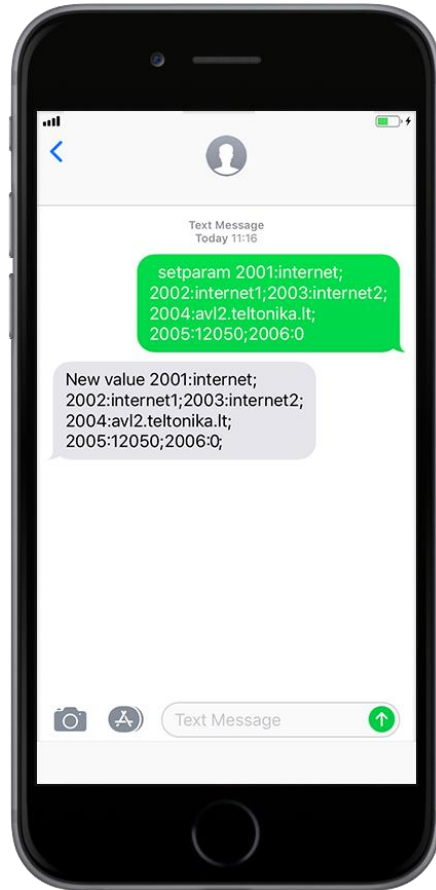 Text Message
Today 11:16
setparam 2001:internet;
2002:internet1;2003:internet2;
2004:avl2.teltonika.lt;
2005:12050;2006:0
New value 2001:internet;
2002:internet1;2003:internet2;
2004:avl2.teltonika.lt;
2005:12050;2006:0;
Text Message